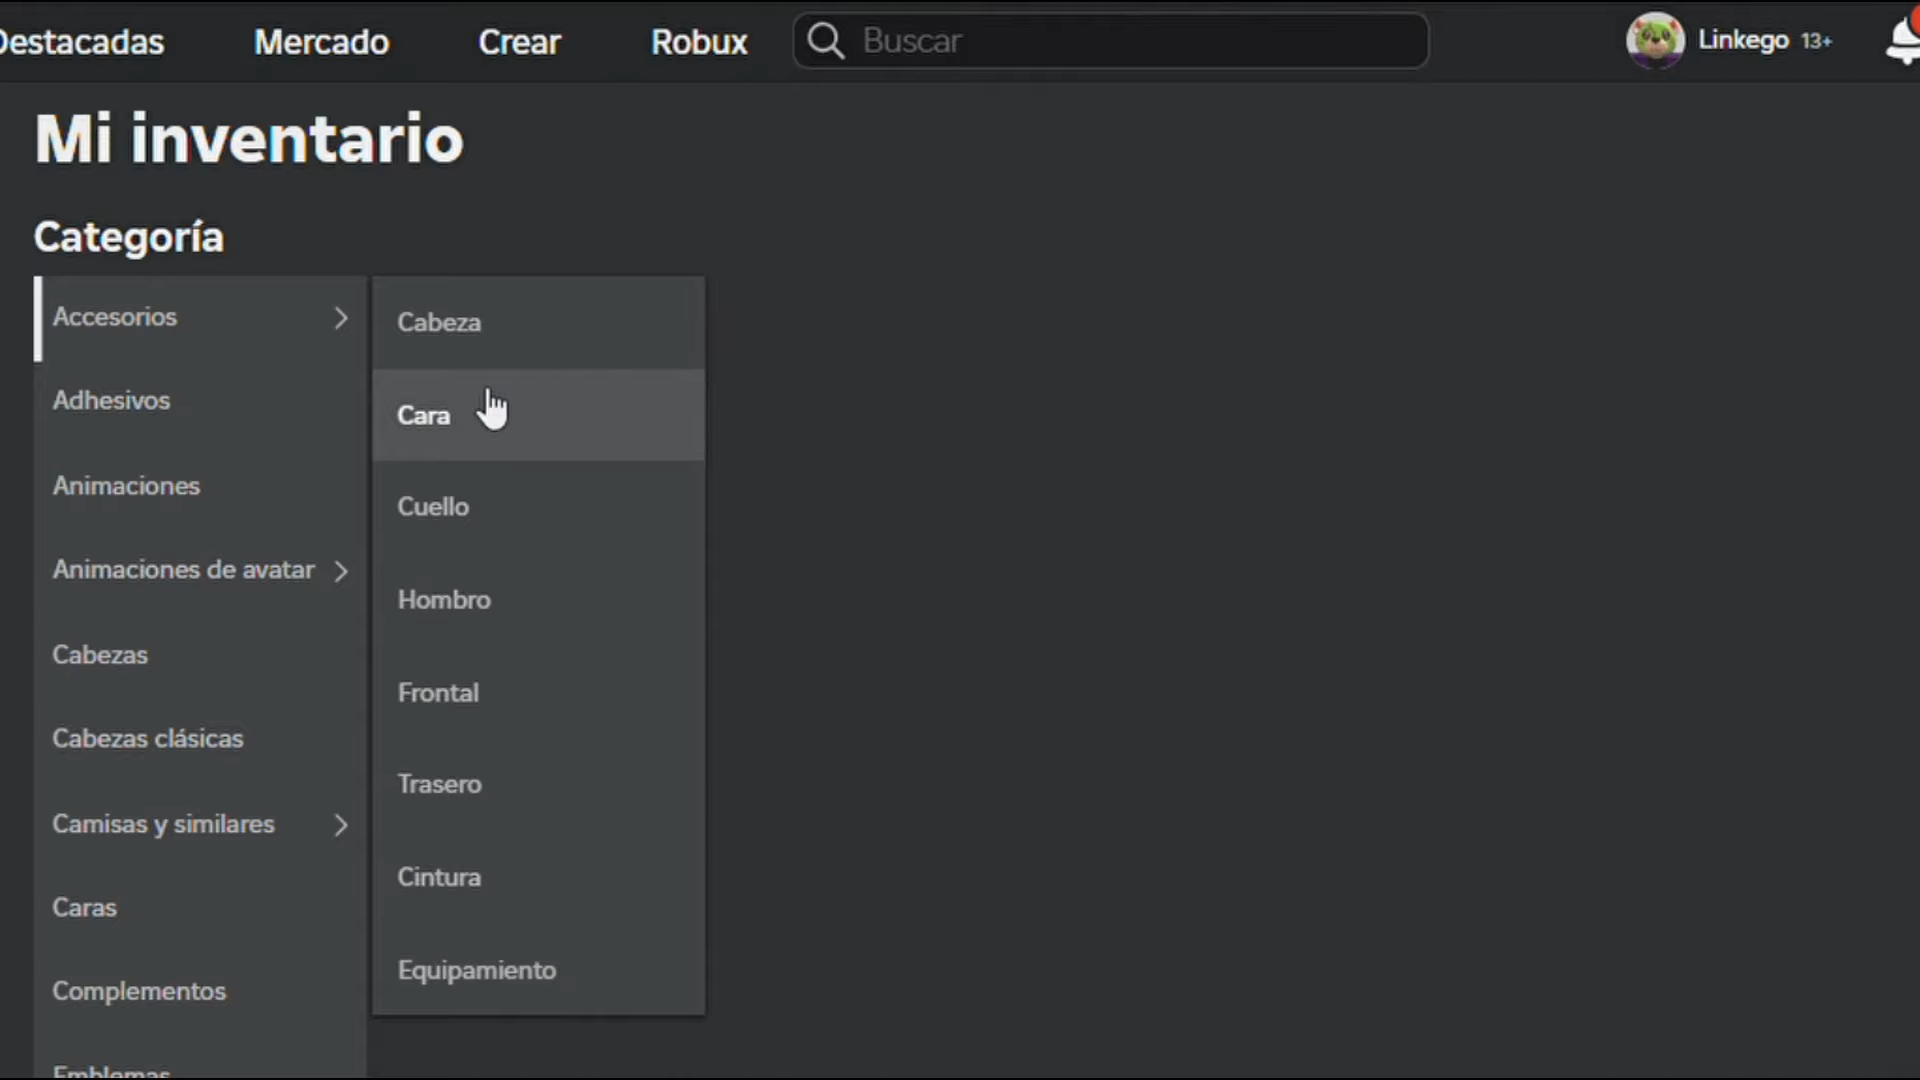 Destacadas Mercado Crear Robux Buscar Linkego 13+
Mi inventario
Categoría
Accesorios
Adhesivos
Animaciones
Animaciones de avatar
Cabezas
Cabezas clásicas
Camisas y similares
Caras
Complementos
Emblemas
Cabeza
Cara
Cuello
Hombro
Frontal
Trasero
Cintura
Equipamiento